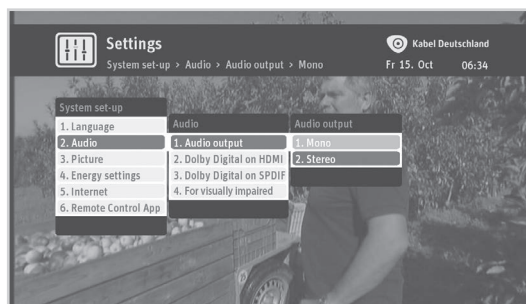 Settings
Kabel Deutschland
System set-up > Audio > Audio output > Mono
Fr 15. Oct 06:34
System set-up
1. Language
2. Audio
3. Picture
4. Energy settings
5. Internet
6. Remote Control App
Audio
1. Audio output
2. Dolby Digital on HDMI
3. Dolby Digital on SPDIF
4. For visually impaired
Audio output
1. Mono
2. Stereo